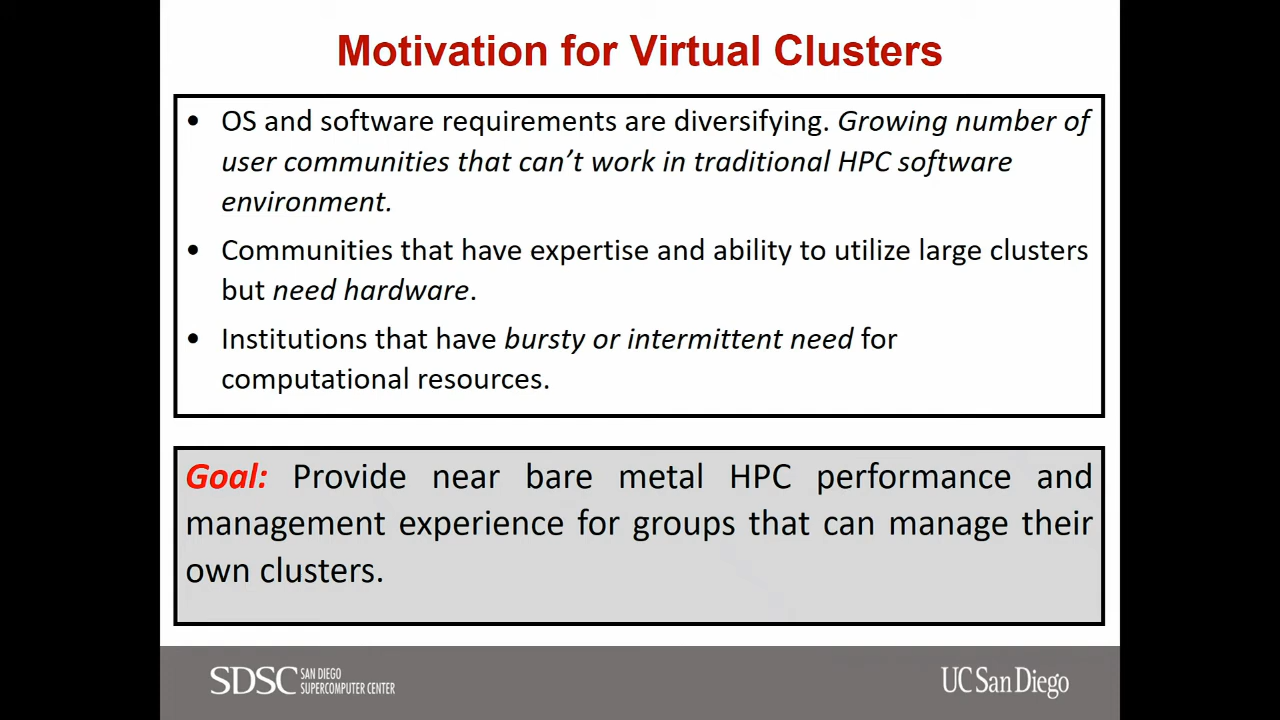 Motivation for Virtual Clusters
• OS and software requirements are diversifying. Growing number of
user communities that can’t work in traditional HPC software
environment.
• Communities that have expertise and ability to utilize large clusters
but need hardware.
• Institutions that have bursty or intermittent need for
computational resources.
Goal: Provide near bare metal HPC performance and
management experience for groups that can manage their
own clusters.
SDSC SAN DIEGO
SUPERCOMPUTER CENTER
UC San Diego